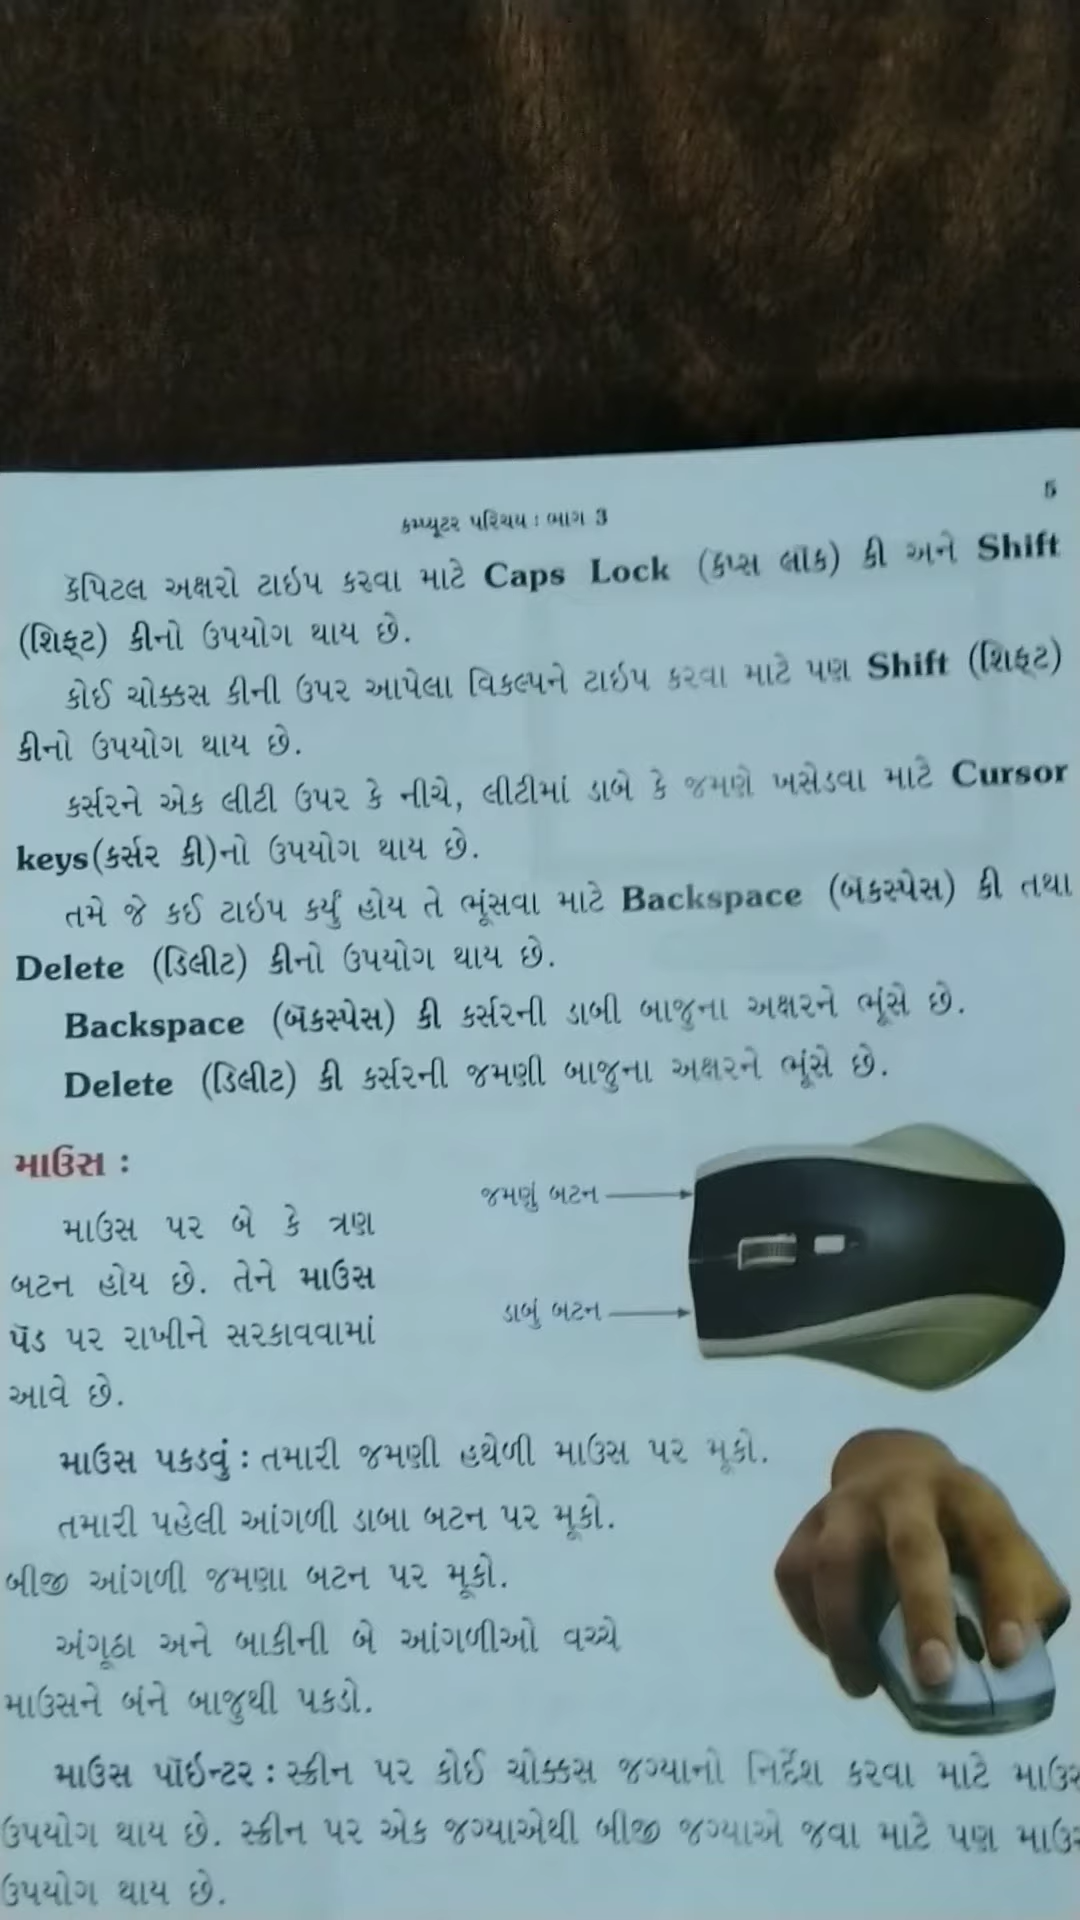 5
કમ્પ્યૂટર પરિચય : ભાગ 3
કૅપિટલ અક્ષરો ટાઇપ કરવા માટે Caps Lock (કૅપ્સ લૉક) કી અને Shift
(શિફ્ટ) કીનો ઉપયોગ થાય છે.
કોઈ ચોક્કસ કીની ઉપર આપેલા વિકલ્પને ટાઇપ કરવા માટે પણ Shift (શિફ્ટ)
કીનો ઉપયોગ થાય છે.
કર્સરને એક લીટી ઉપર કે નીચે, લીટીમાં ડાબે કે જમણે ખસેડવા માટે Cursor
keys(કર્સર કી)નો ઉપયોગ થાય છે.
તમે જે કઈ ટાઇપ કર્યું હોય તે ભૂંસવા માટે Backspace (બૅકસ્પેસ) કી તથા
Delete (ડિલીટ) કીનો ઉપયોગ થાય છે.
Backspace (બૅકસ્પેસ) કી કર્સરની ડાબી બાજુના અક્ષરને ભૂંસે છે.
Delete (ડિલીટ) કી કર્સરની જમણી બાજુના અક્ષરને ભૂંસે છે.
માઉસ :
માઉસ પર બે કે ત્રણ
બટન હોય છે. તેને માઉસ
પૅડ પર રાખીને સરકાવવામાં
આવે છે.
જમણું બટન
ડાબું બટન
માઉસ પકડવું : તમારી જમણી હથેળી માઉસ પર મૂકો.
તમારી પહેલી આંગળી ડાબા બટન પર મૂકો.
બીજી આંગળી જમણા બટન પર મૂકો.
અંગૂઠા અને બાકીની બે આંગળીઓ વચ્ચે
માઉસને બંને બાજુથી પકડો.
માઉસ પૉઇન્ટર : સ્ક્રીન પર કોઈ ચોક્કસ જગ્યાનો નિર્દેશ કરવા માટે
ઉપયોગ થાય છે. સ્ક્રીન પર એક જગ્યાએથી બીજી જગ્યાએ જવા માટે પણ
ઉપયોગ થાય છે.